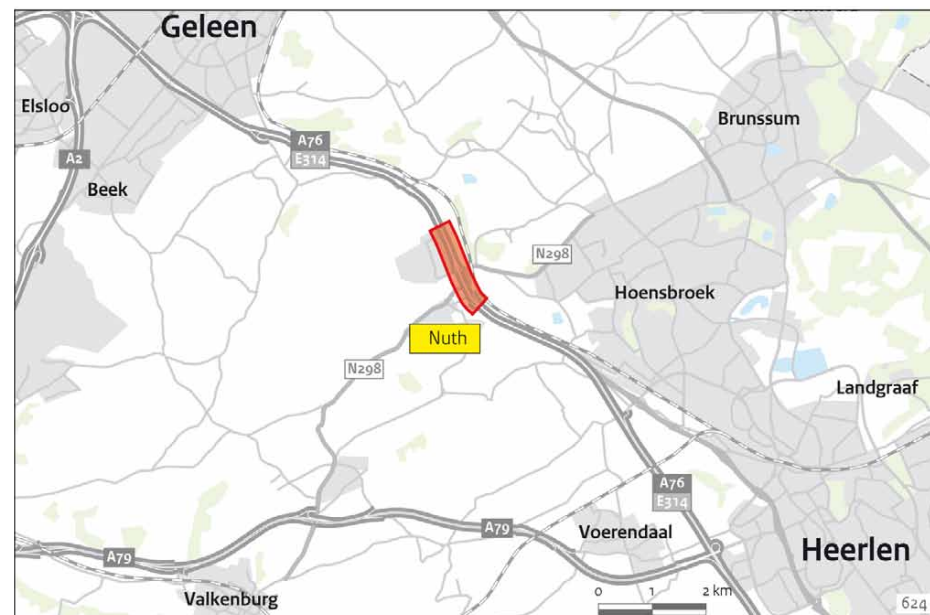 Geleen
Elsloo
A76
E314
Brunssum
A2
Beek
N298
Hoensbroek
Nuth
N298
Landgraaf
A76
E314
A79
Voerendaal
A79
Heerlen
Valkenburg
0 1 2 km
624